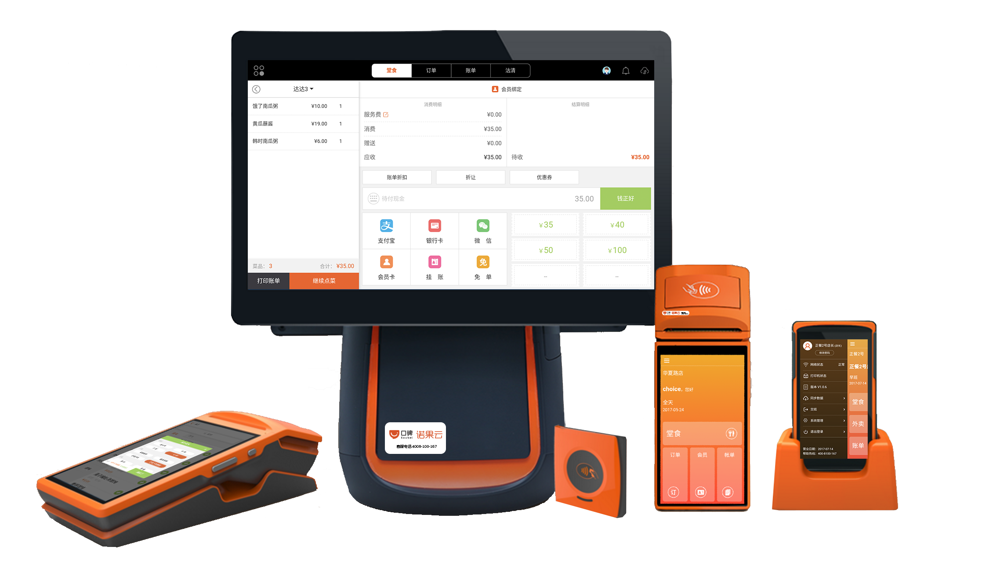 堂食 订单 账单 沽清
达达3
会员绑定
饿了南瓜粥 ¥10.00 1
黄瓜蘸酱 ¥19.00 1
韩时南瓜粥 ¥6.00 1
菜品： 3 合计： ¥35.00
打印账单 继续点菜
消费明细
服务费 ¥0.00
消费 ¥35.00
赠送 ¥0.00
应收 ¥35.00
结算明细
待收 ¥35.00
账单折扣 折让 优惠券
待付现金 35.00 钱正好
支付宝 银行卡 微 信
会员卡 挂 账 免 单
¥35 ¥40
¥50 ¥100
-- --
口碑 诺果云
Koubei
客服电话4008-100-167
口碑 诺果云
华夏路店
choice，您好
全天
2017-05-24
堂食
订单 会员 帐单
订
正餐2号店长 (店长)
修改密码
网络状态 正常
打印机状态
版本 V1.0.6
同步数据
交班
系统管理
退出登录
营业日期：2017-07-14
帮助热线：400-8100-167
正餐2号
正餐2号
早班
2017-07-14
堂食
外卖
账单